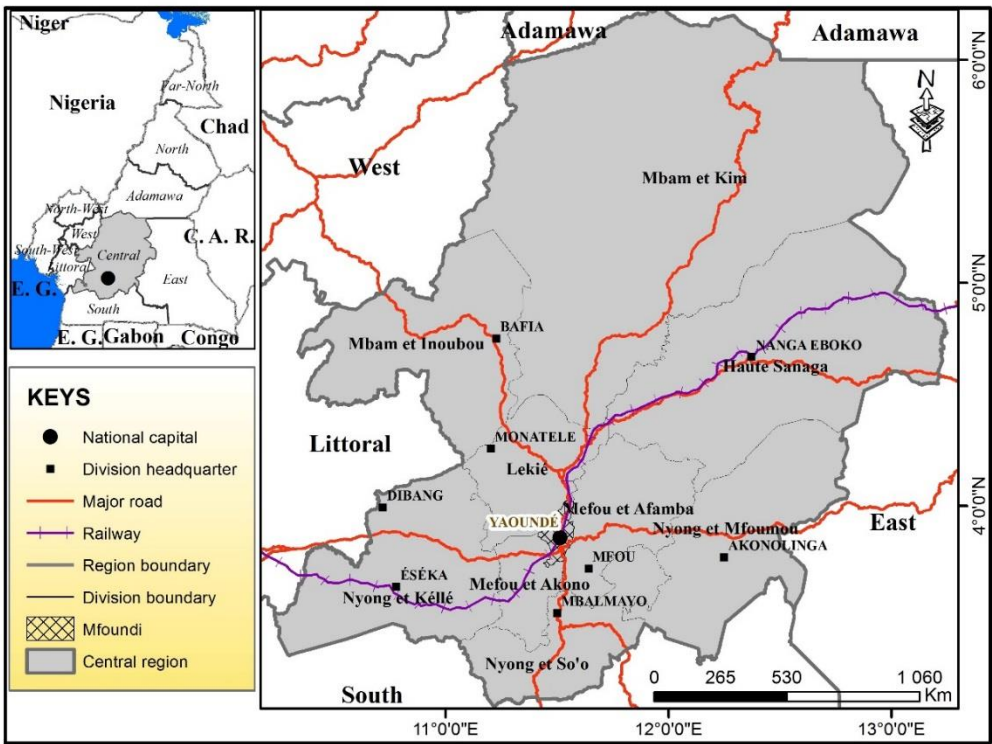 Niger
Nigeria
Far-North
Chad
North
Adamawa
North-West
West
C. A. R.
South-West
Central
Littoral
East
E. G.
South
E. G.
Gabon
Congo
KEYS
National capital
Division headquarter
Major road
Railway
Region boundary
Division boundary
Mfoundi
Central region
Adamawa
Adamawa
6°0'0"N
N
West
Mbam et Kim
5°0'0"N
BAFIA
Mbam et Inoubou
NANGA EBOKO
Haute Sanaga
Littoral
MONATELE
Lekié
DIBANG
Mefou et Afamba
4°0'0"N
YAOUNDÉ
Nyong et Mfoumou
East
AKONOLINGA
MFOU
ÉSÉKA
Mefou et Akono
Nyong et Kéllé
MBALMAYO
Nyong et So'o
South
0 265 530 1 060
Km
11°0'0"E
12°0'0"E
13°0'0"E